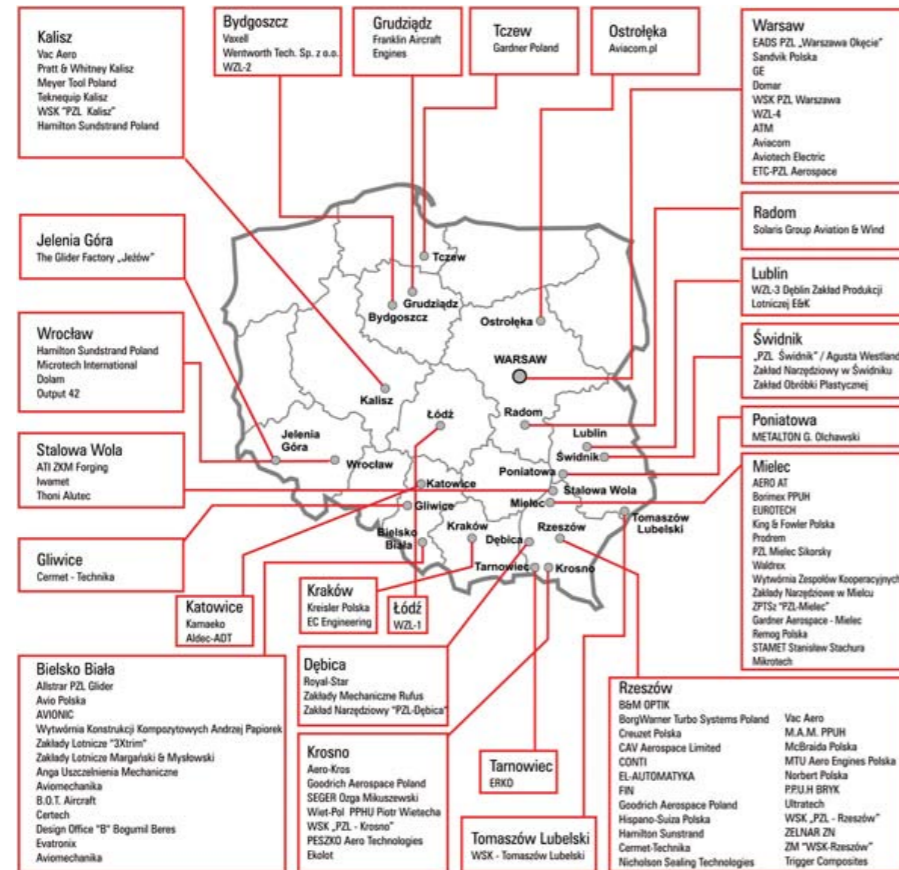 Kalisz
Vac Aero
Pratt & Whitney Kalisz
Meyer Tool Poland
Teknequip Kalisz
WSK "PZL Kalisz"
Hamilton Sundstrand Poland
Bydgoszcz
Vaxell
Wentworth Tech. Sp. z o.o.
WZL-2
Grudziądz
Franklin Aircraft
Engines
Tczew
Gardner Poland
Ostrołęka
Aviacom.pl
Warsaw
EADS PZL „Warszawa Okęcie"
Sandvik Polska
GE
Domar
WSK PZL Warszawa
WZL-4
ATM
Aviacom
Aviotech Electric
ETC-PZL Aerospace
Jelenia Góra
The Glider Factory „Jeżów"
Wrocław
Hamilton Sundstrand Poland
Microtech International
Dolam
Output 42
Stalowa Wola
ATI ZKM Forging
Iwamet
Thoni Alutec
Gliwice
Cermet - Technika
Katowice
Kamaeko
Aldec-ADT
Radom
Solaris Group Aviation & Wind
Lublin
WZL-3 Dęblin Zakład Produkcji
Lotniczej E&K
Świdnik
„PZL Świdnik" / Agusta Westland
Zakład Narzędziowy w Świdniku
Zakład Obróbki Plastycznej
Poniatowa
METALTON G. Olchawski
Mielec
AERO AT
Borimex PPUH
EUROTECH
King & Fowler Polska
Prodrem
PZL Mielec Sikorsky
Waldrex
Wytwórnia Zespołów Kooperacyjnych
Zakłady Narzędziowe w Mielcu
ZPTSz "PZL-Mielec"
Gardner Aerospace - Mielec
Remog Polska
STAMET Stanisław Stachura
Mikrotech
Tczew
Grudziądz
Bydgoszcz
Ostrołęka
WARSAW
Kalisz
Łódź
Radom
Lublin
Świdnik
Jelenia
Góra
Wrocław
Poniatowa
Katowice
Stalowa Wola
Gliwice
Mielec
Tomaszów
Lubelski
Bielsko
Biała
Kraków
Dębica
Rzeszów
Tarnowiec
Krosno
Kraków
Kreisler Polska
EC Engineering
Łódź
WZL-1
Bielsko Biała
Allstar PZL Glider
Avio Polska
AVIONIC
Wytwórnia Konstrukcji Kompozytowych Andrzej Papiorek
Zakłady Lotnicze "3Xtrim"
Zakłady Lotnicze Margański & Mysłowski
Anga Uszczelnienia Mechaniczne
Aviomechanika
B.O.T. Aircraft
Certech
Design Office "B" Bogumił Beres
Evatronix
Aviomechanika
Dębica
Royal-Star
Zakłady Mechaniczne Rufus
Zakład Narzędziowy "PZL-Dębica"
Krosno
Aero-Kros
Goodrich Aerospace Poland
SEGER Ozga Mikuszewski
Wiet-Pol PPHU Piotr Wietecha
WSK „PZL - Krosno"
PESZKO Aero Technologies
Ekolot
Tarnowiec
ERKO
Tomaszów Lubelski
WSK - Tomaszów Lubelski
Rzeszów
B&M OPTIK
BorgWarner Turbo Systems Poland
Creuzet Polska
CAV Aerospace Limited
CONTI
EL-AUTOMATYKA
FIN
Goodrich Aerospace Poland
Hispano-Suiza Polska
Hamilton Sunstrand
Cermet-Technika
Nicholson Sealing Technologies
Vac Aero
M.A.M. PPUH
McBraida Polska
MTU Aero Engines Polska
Norbert Polska
P.P.U.H BRYK
Ultratech
WSK „PZL - Rzeszów"
ZELNAR ZN
ZM "WSK-Rzeszów"
Trigger Composites